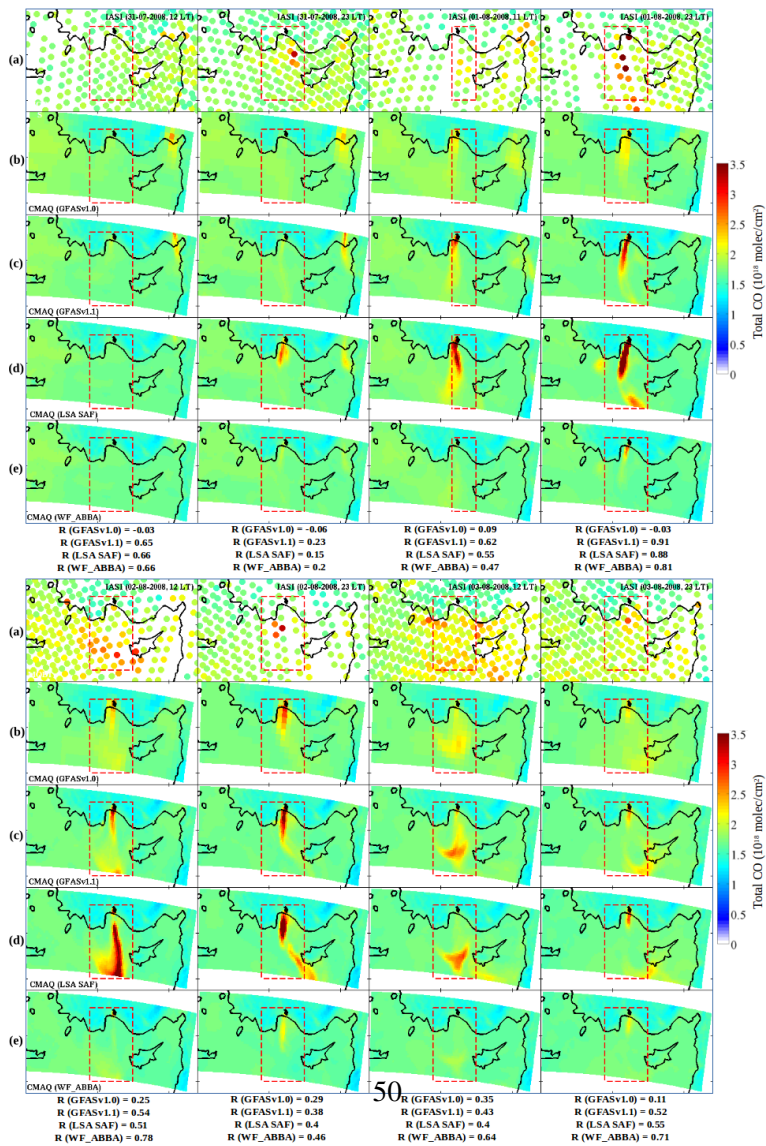 IASI (31-07-2008, 12 LT) IASI (31-07-2008, 23 LT) IASI (01-08-2008, 11 LT) IASI (01-08-2008, 23 LT)
(a)
(b)
CMAQ (GFASv1.0)
(c)
CMAQ (GFASv1.1)
(d)
CMAQ (LSA SAF)
(e)
CMAQ (WF_ABBA)
3.5
3
2.5
2
1.5
1
0.5
0
Total CO (10¹⁸ molec/cm²)
R (GFASv1.0) = -0.03 R (GFASv1.0) = -0.06 R (GFASv1.0) = 0.09 R (GFASv1.0) = -0.03
R (GFASv1.1) = 0.65 R (GFASv1.1) = 0.23 R (GFASv1.1) = 0.62 R (GFASv1.1) = 0.91
R (LSA SAF) = 0.66 R (LSA SAF) = 0.15 R (LSA SAF) = 0.55 R (LSA SAF) = 0.88
R (WF_ABBA) = 0.66 R (WF_ABBA) = 0.2 R (WF_ABBA) = 0.47 R (WF_ABBA) = 0.81
IASI (02-08-2008, 12 LT) IASI (02-08-2008, 23 LT) IASI (03-08-2008, 12 LT) IASI (03-08-2008, 23 LT)
(a)
(b)
CMAQ (GFASv1.0)
(c)
CMAQ (GFASv1.1)
(d)
CMAQ (LSA SAF)
(e)
CMAQ (WF_ABBA)
3.5
3
2.5
2
1.5
1
0.5
0
Total CO (10¹⁸ molec/cm²)
50
R (GFASv1.0) = 0.25 R (GFASv1.0) = 0.29 R (GFASv1.0) = 0.35 R (GFASv1.0) = 0.11
R (GFASv1.1) = 0.54 R (GFASv1.1) = 0.38 R (GFASv1.1) = 0.43 R (GFASv1.1) = 0.52
R (LSA SAF) = 0.51 R (LSA SAF) = 0.4 R (LSA SAF) = 0.4 R (LSA SAF) = 0.55
R (WF_ABBA) = 0.78 R (WF_ABBA) = 0.46 R (WF_ABBA) = 0.64 R (WF_ABBA) = 0.71